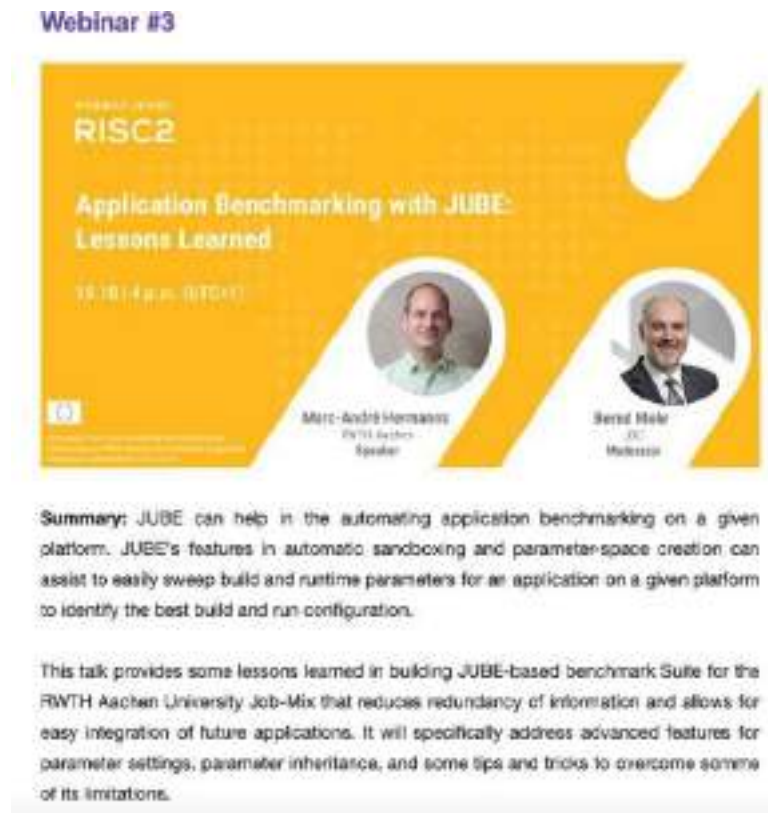 Webinar #3
RISC2
Application Benchmarking with JUBE:
Lessons Learned
Marc-André Hermanns
RWTH Aachen
Speaker
Bernd Mohr
JSC
Moderator
Summary: JUBE can help in the automating application benchmarking on a given
platform. JUBE's features in automatic sandboxing and parameter-space creation can
assist to easily sweep build and runtime parameters for an application on a given platform
to identify the best build and run configuration.
This talk provides some lessons learned in building JUBE-based benchmark Suite for the
RWTH Aachen University Job-Mix that reduces redundancy of information and allows for
easy integration of future applications. It will specifically address advanced features for
parameter settings, parameter inheritance, and some tips and tricks to overcome somme
of its limitations.